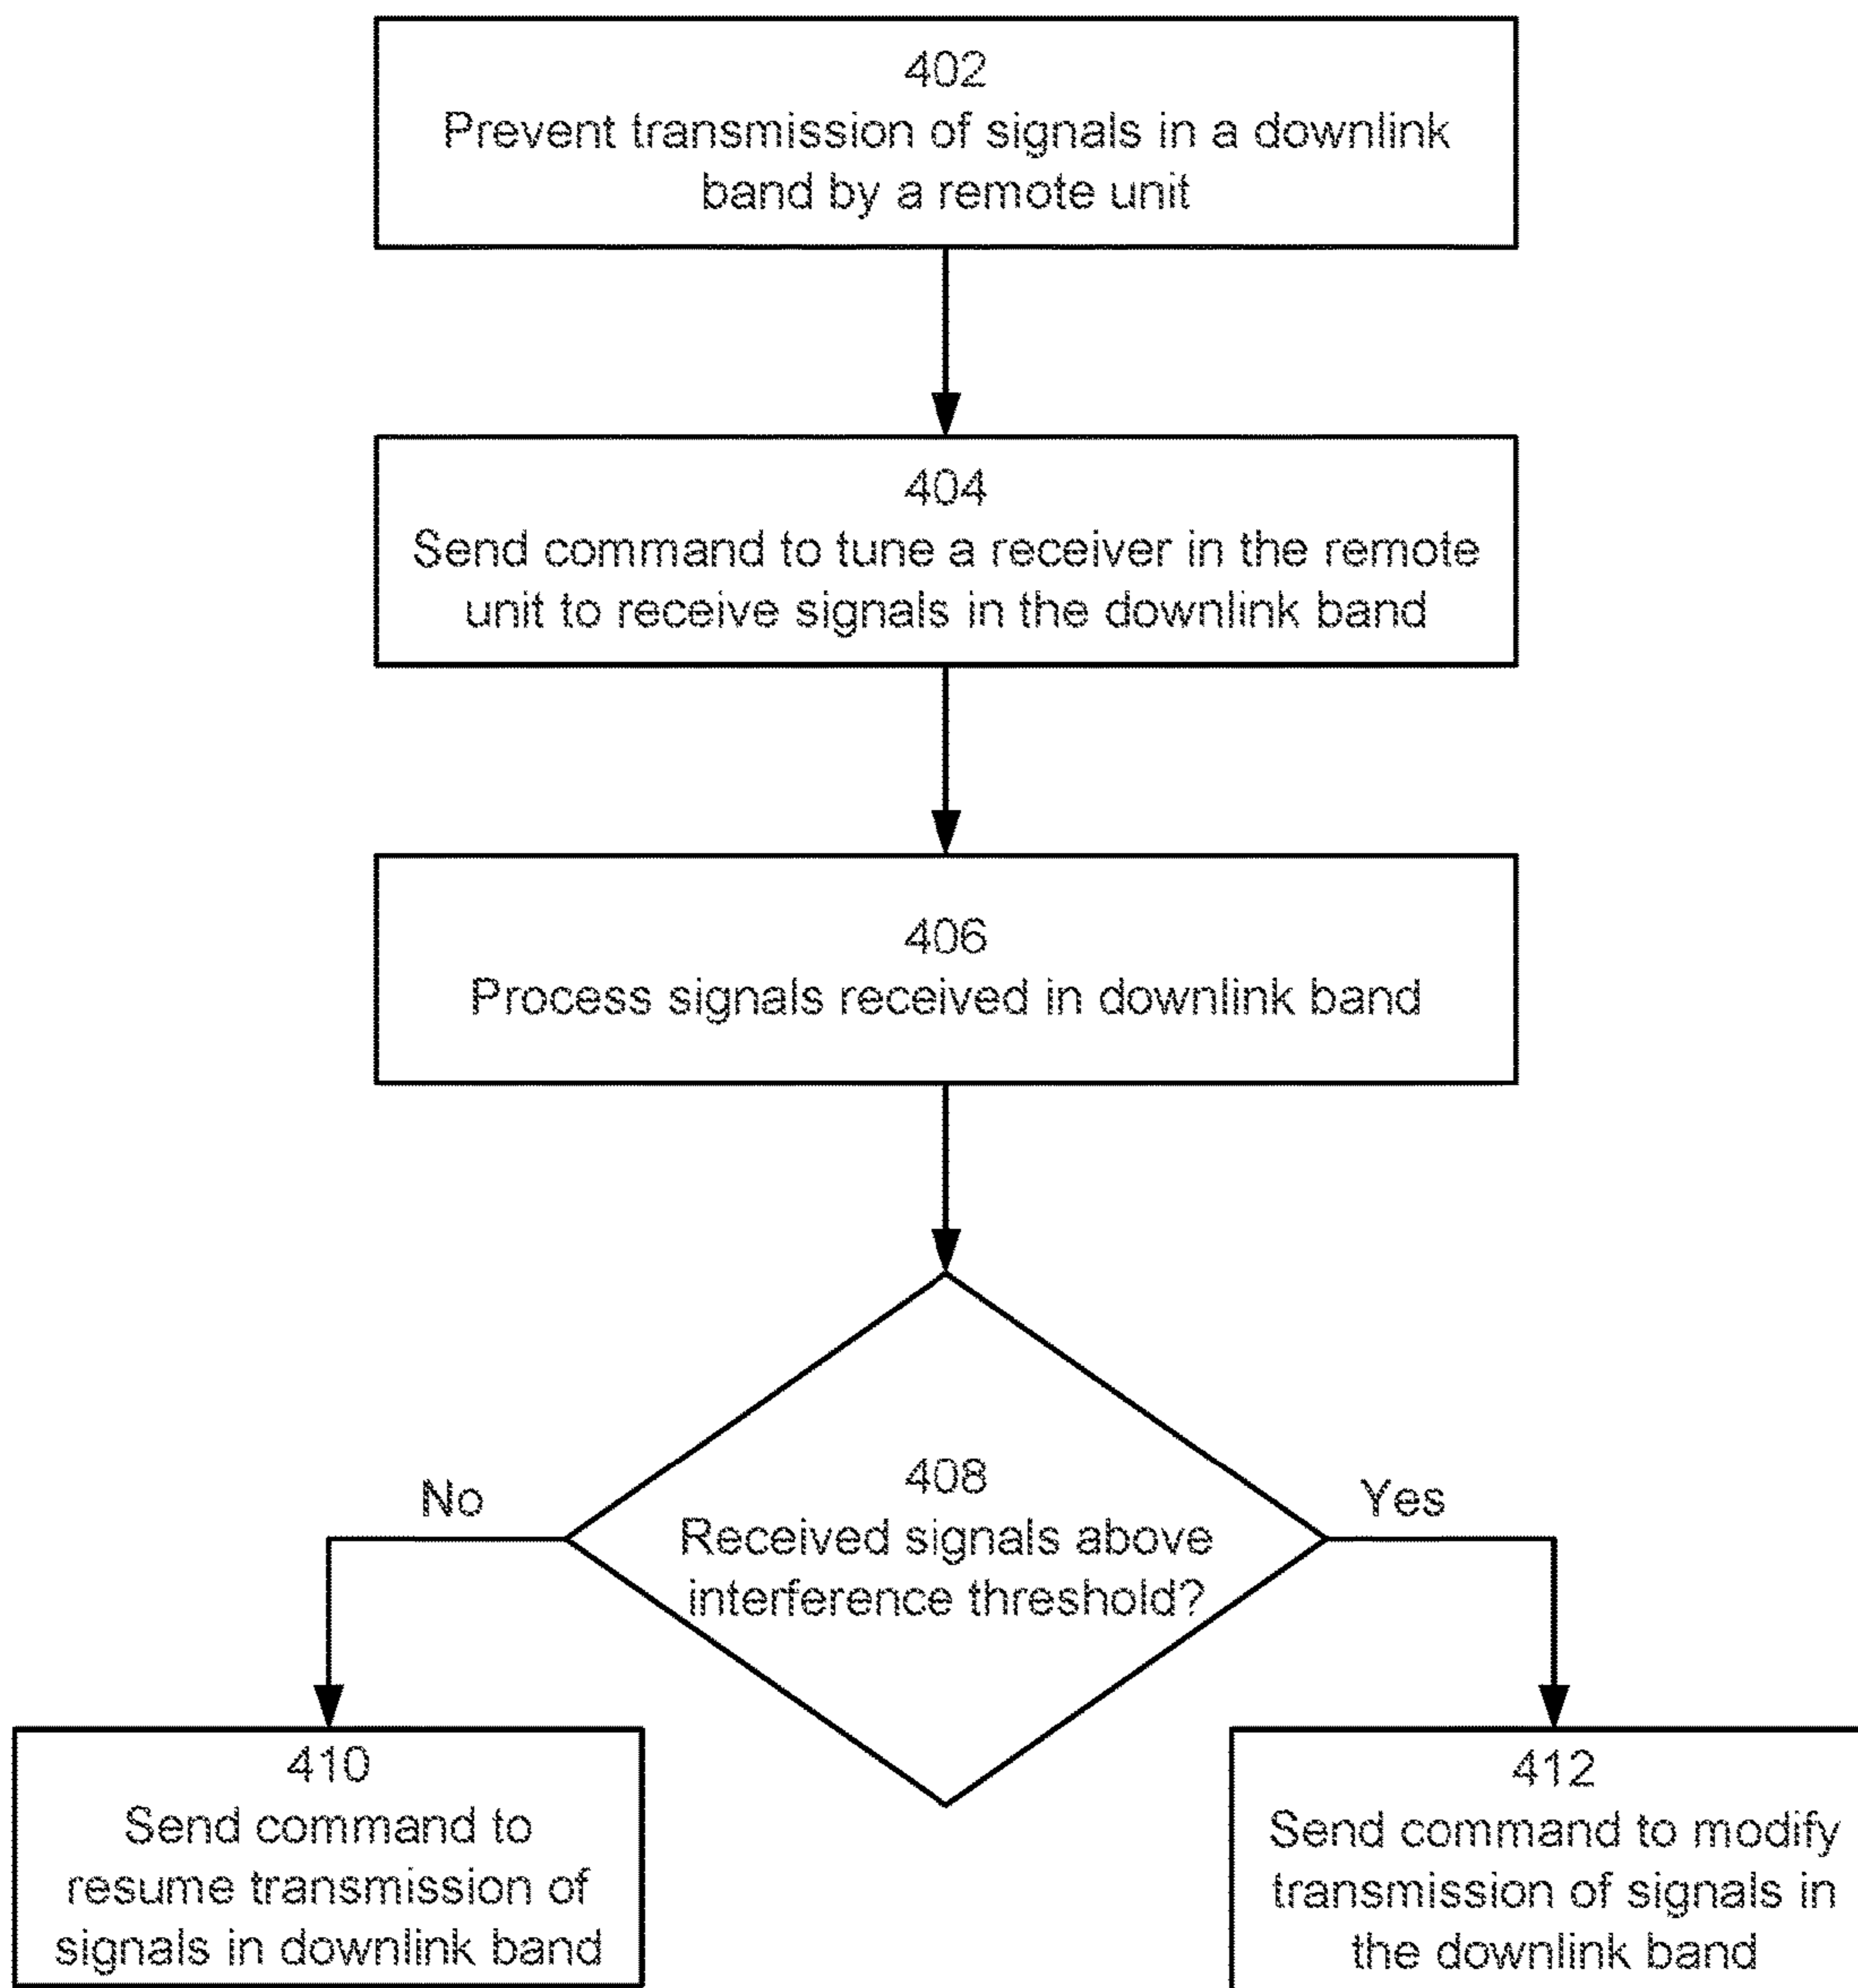 402
Prevent transmission of signals in a downlink
band by a remote unit
404
Send command to tune a receiver in the remote
unit to receive signals in the downlink band
406
Process signals received in downlink band
408
Received signals above
interference threshold?
No
Yes
410
Send command to
resume transmission of
signals in downlink band
412
Send command to modify
transmission of signals in
the downlink band